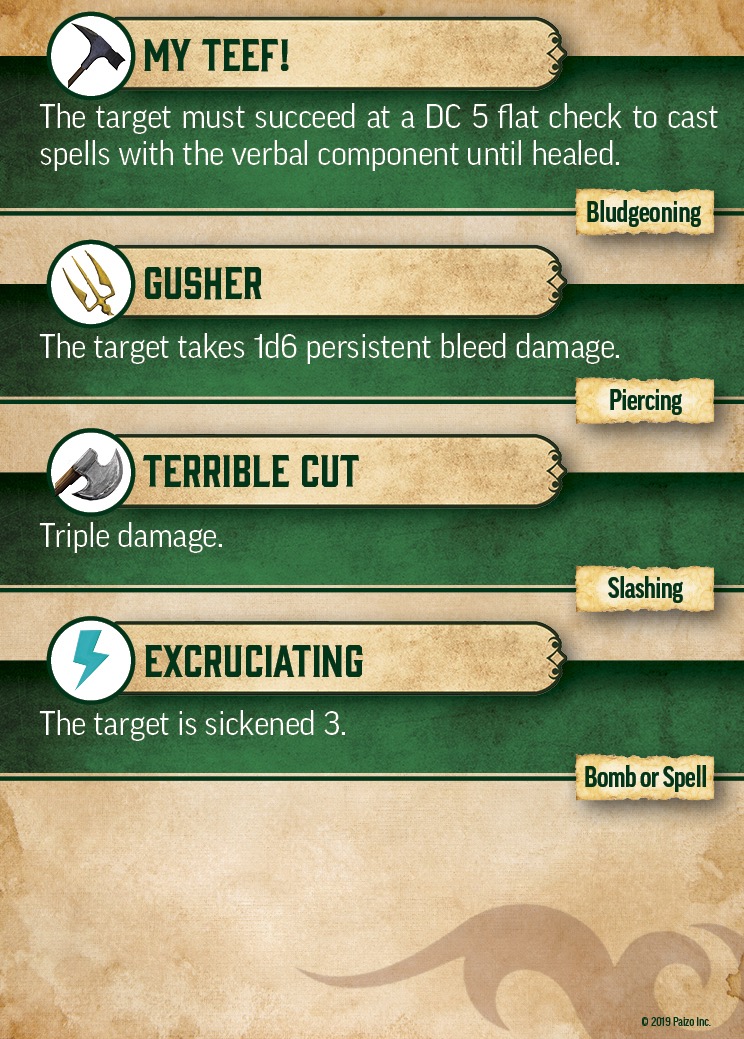 MY TEEF!
The target must succeed at a DC 5 flat check to cast
spells with the verbal component until healed.
Bludgeoning
GUSHER
The target takes 1d6 persistent bleed damage.
Piercing
TERRIBLE CUT
Triple damage.
Slashing
EXCRUCIATING
The target is sickened 3.
Bomb or Spell
© 2019 Paizo Inc.